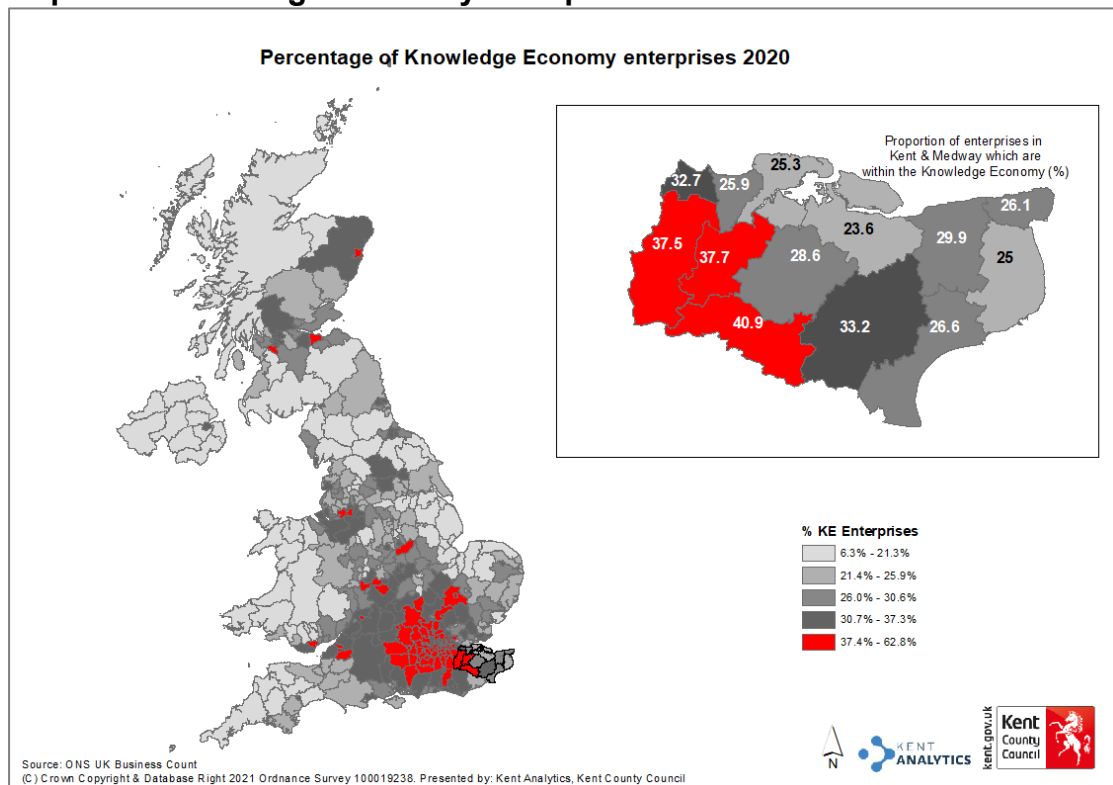 Percentage of Knowledge Economy enterprises 2020
Proportion of enterprises in
Kent & Medway which are
within the Knowledge Economy (%)
25.3
32.7
25.9
26.1
23.6
29.9
37.5
37.7
28.6
25
40.9
33.2
26.6
% KE Enterprises
6.3% - 21.3%
21.4% - 25.9%
26.0% - 30.6%
30.7% - 37.3%
37.4% - 62.8%
N
KENT
ANALYTICS
kent.gov.uk
Kent
County
Council
Source: ONS UK Business Count
(C) Crown Copyright & Database Right 2021 Ordnance Survey 100019238. Presented by: Kent Analytics, Kent County Council